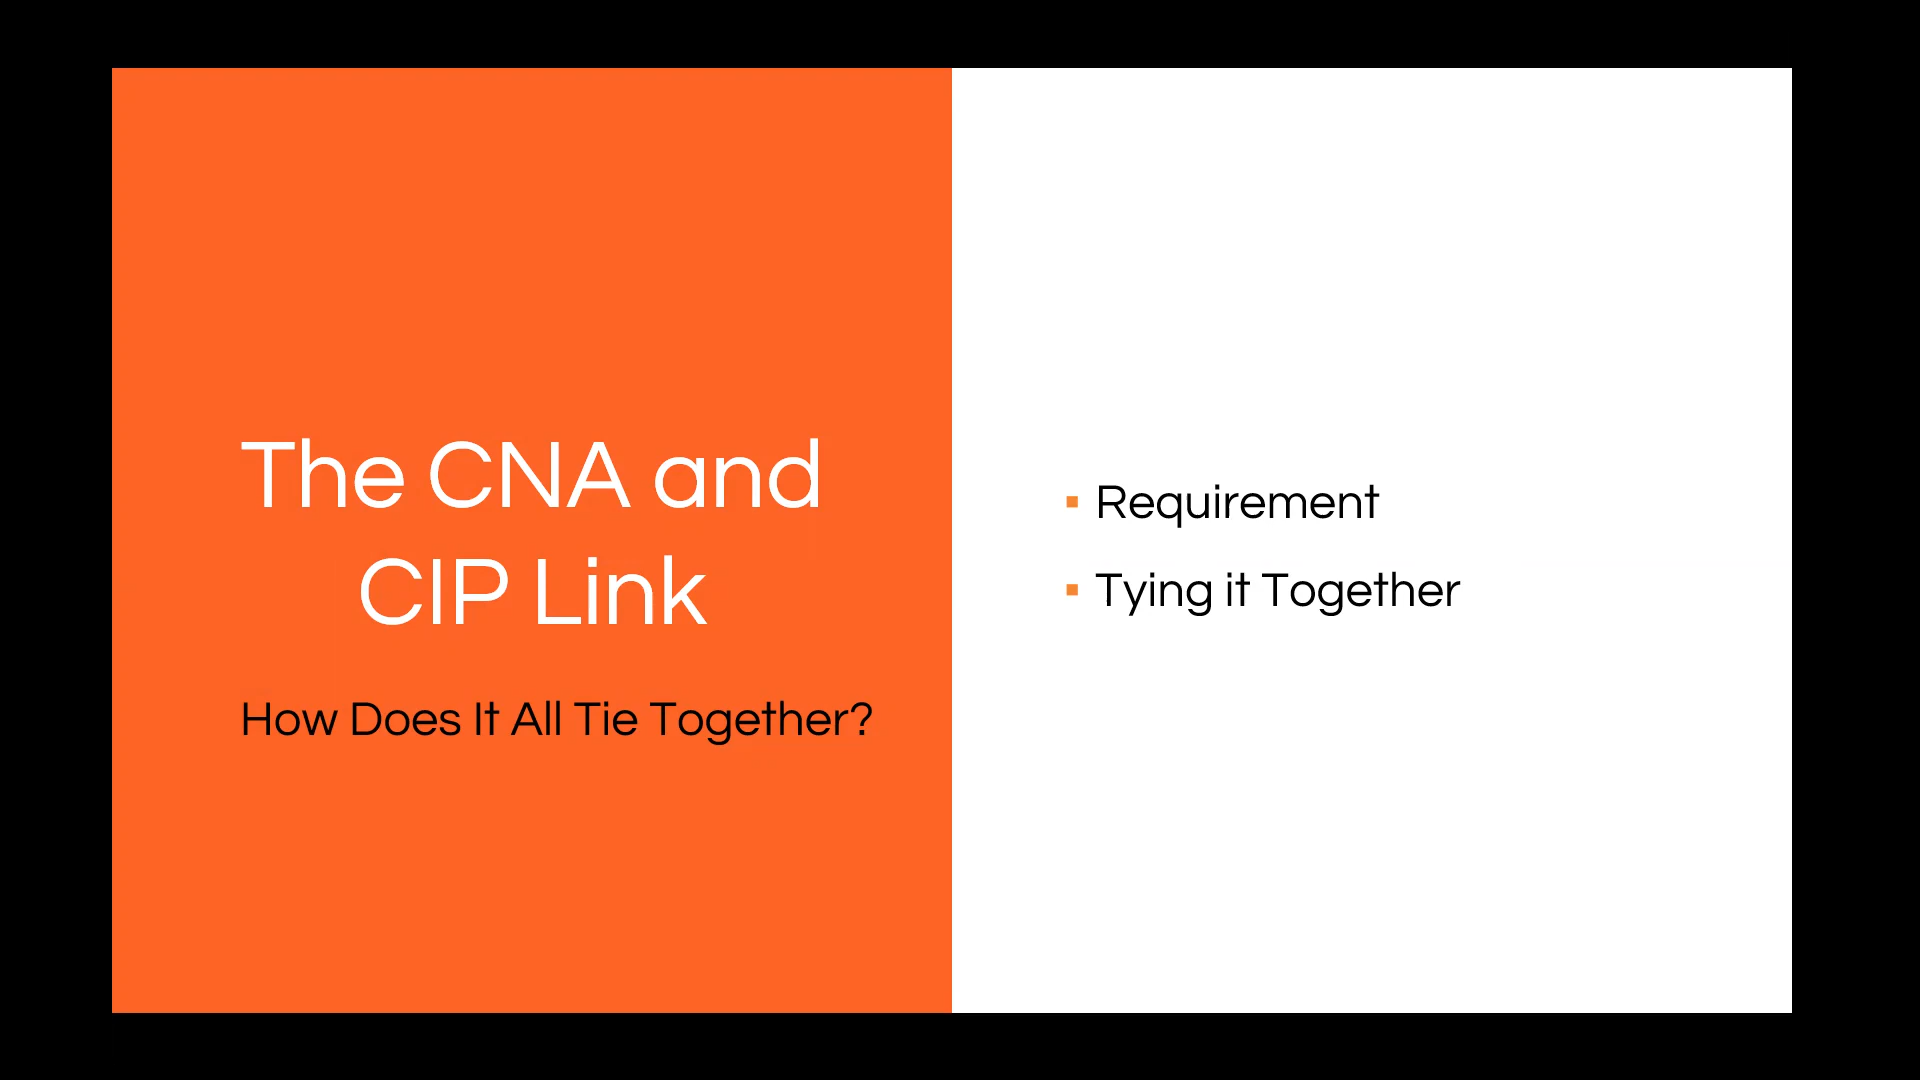 The CNA and
CIP Link
How Does It All Tie Together?
▪ Requirement
▪ Tying it Together